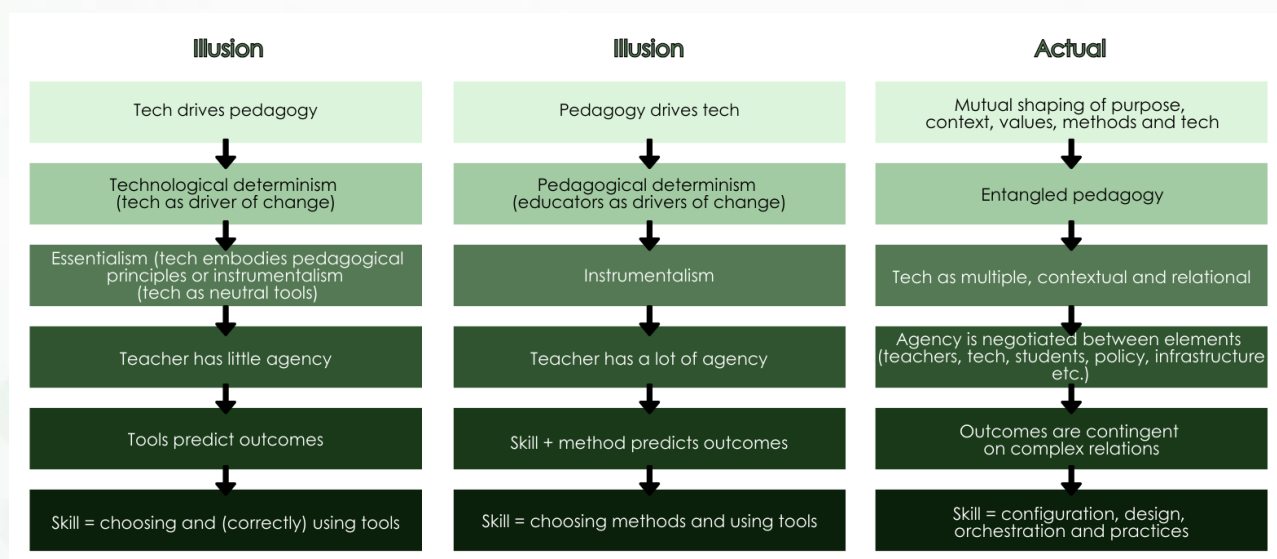 Illusion
Tech drives pedagogy
Technological determinism
(tech as driver of change)
Essentialism (tech embodies pedagogical
principles or instrumentalism
(tech as neutral tools)
Teacher has little agency
Tools predict outcomes
Skill = choosing and (correctly) using tools
Illusion
Pedagogy drives tech
Pedagogical determinism
(educators as drivers of change)
Instrumentalism
Teacher has a lot of agency
Skill + method predicts outcomes
Skill = choosing methods and using tools
Actual
Mutual shaping of purpose,
context, values, methods and tech
Entangled pedagogy
Tech as multiple, contextual and relational
Agency is negotiated between elements
(teachers, tech, students, policy, infrastructure
etc.)
Outcomes are contingent
on complex relations
Skill = configuration, design,
orchestration and practices